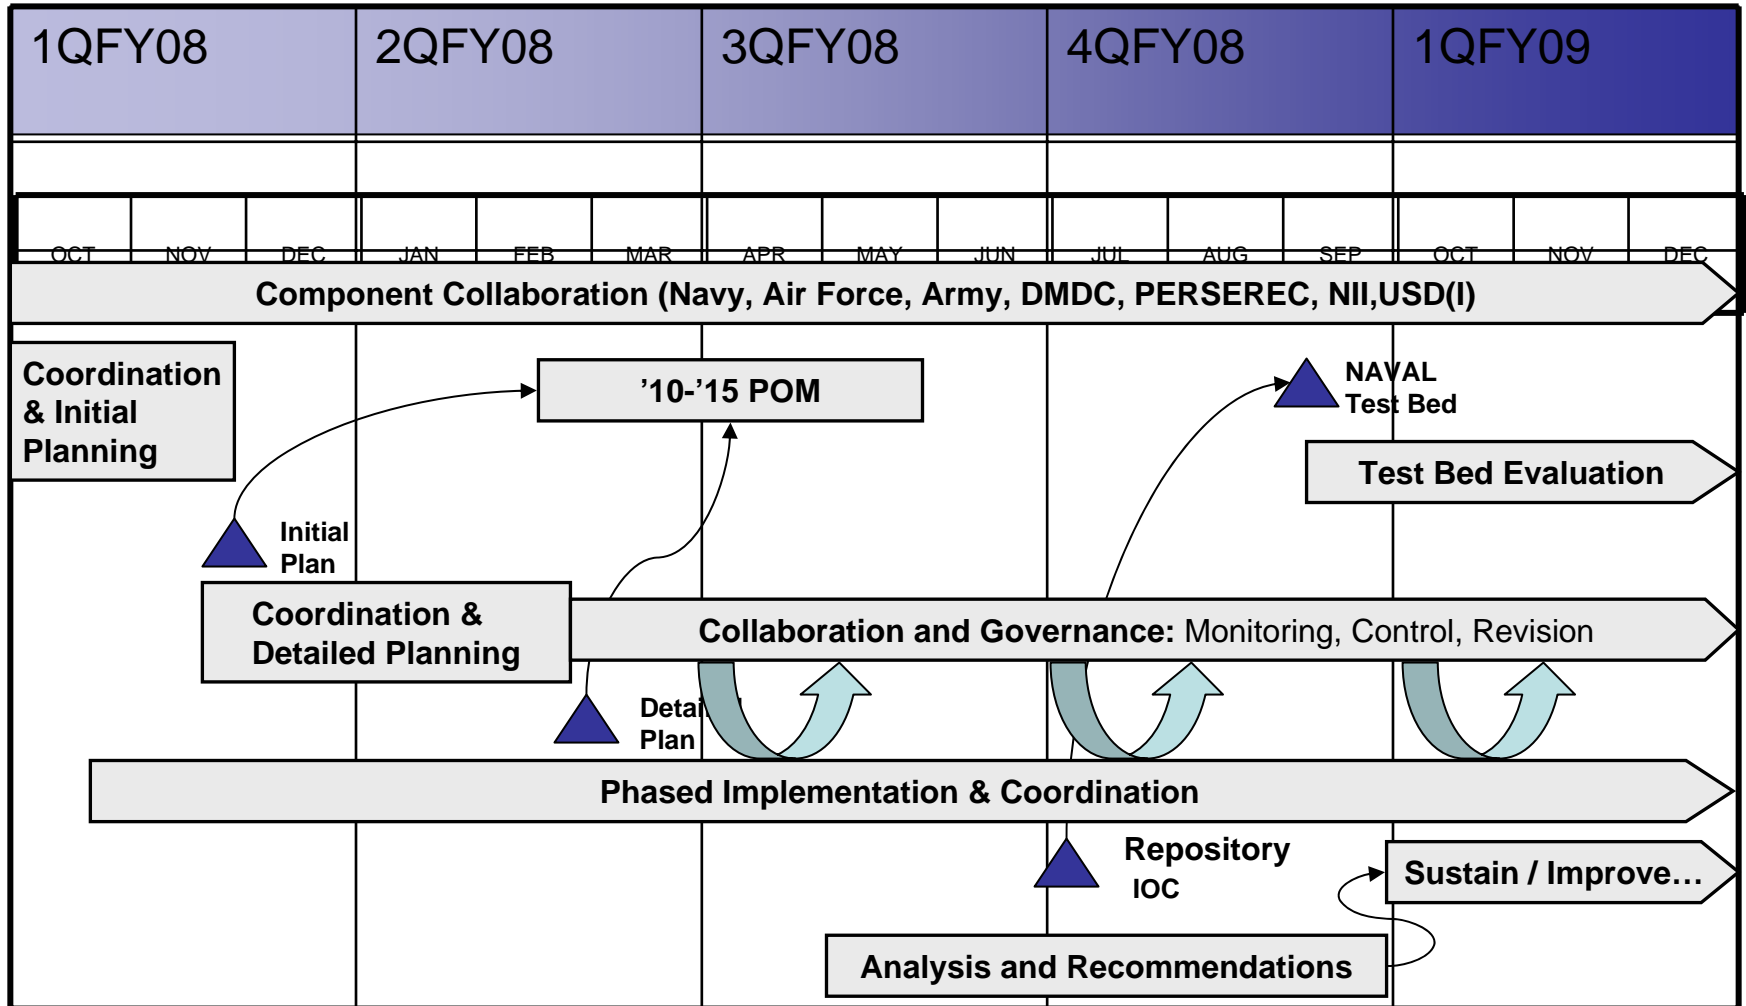 1QFY08 2QFY08 3QFY08 4QFY08 1QFY09
OCT NOV DEC JAN FEB MAR APR MAY JUN JUL AUG SEP OCT NOV DEC
Component Collaboration (Navy, Air Force, Army, DMDC, PERSEREC, NII,USD(I)
Coordination
& Initial
Planning
’10-’15 POM
NAVAL
Test Bed
Test Bed Evaluation
Initial
Plan
Coordination &
Detailed Planning
Collaboration and Governance: Monitoring, Control, Revision
Plan
Phased Implementation & Coordination
Repository
IOC
Sustain / Improve…
Analysis and Recommendations